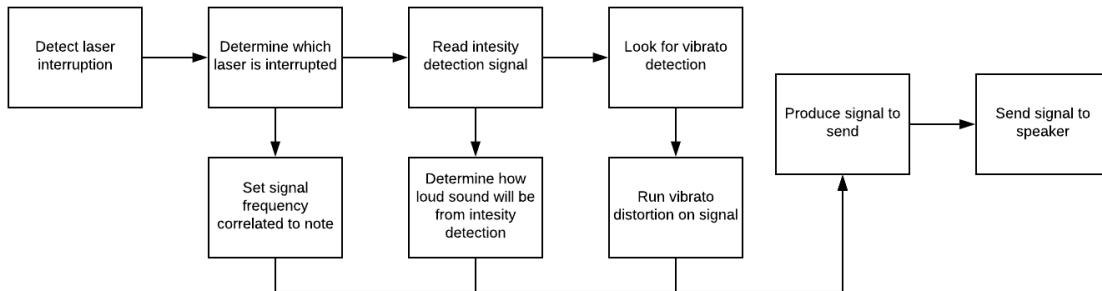 Detect laser
interruption
Determine which
laser is interrupted
Read intesity
detection signal
Look for vibrato
detection
Produce signal to
send
Send signal to
speaker
Set signal
frequency
correlated to note
Determine how
loud sound will be
from intesity
detection
Run vibrato
distortion on signal